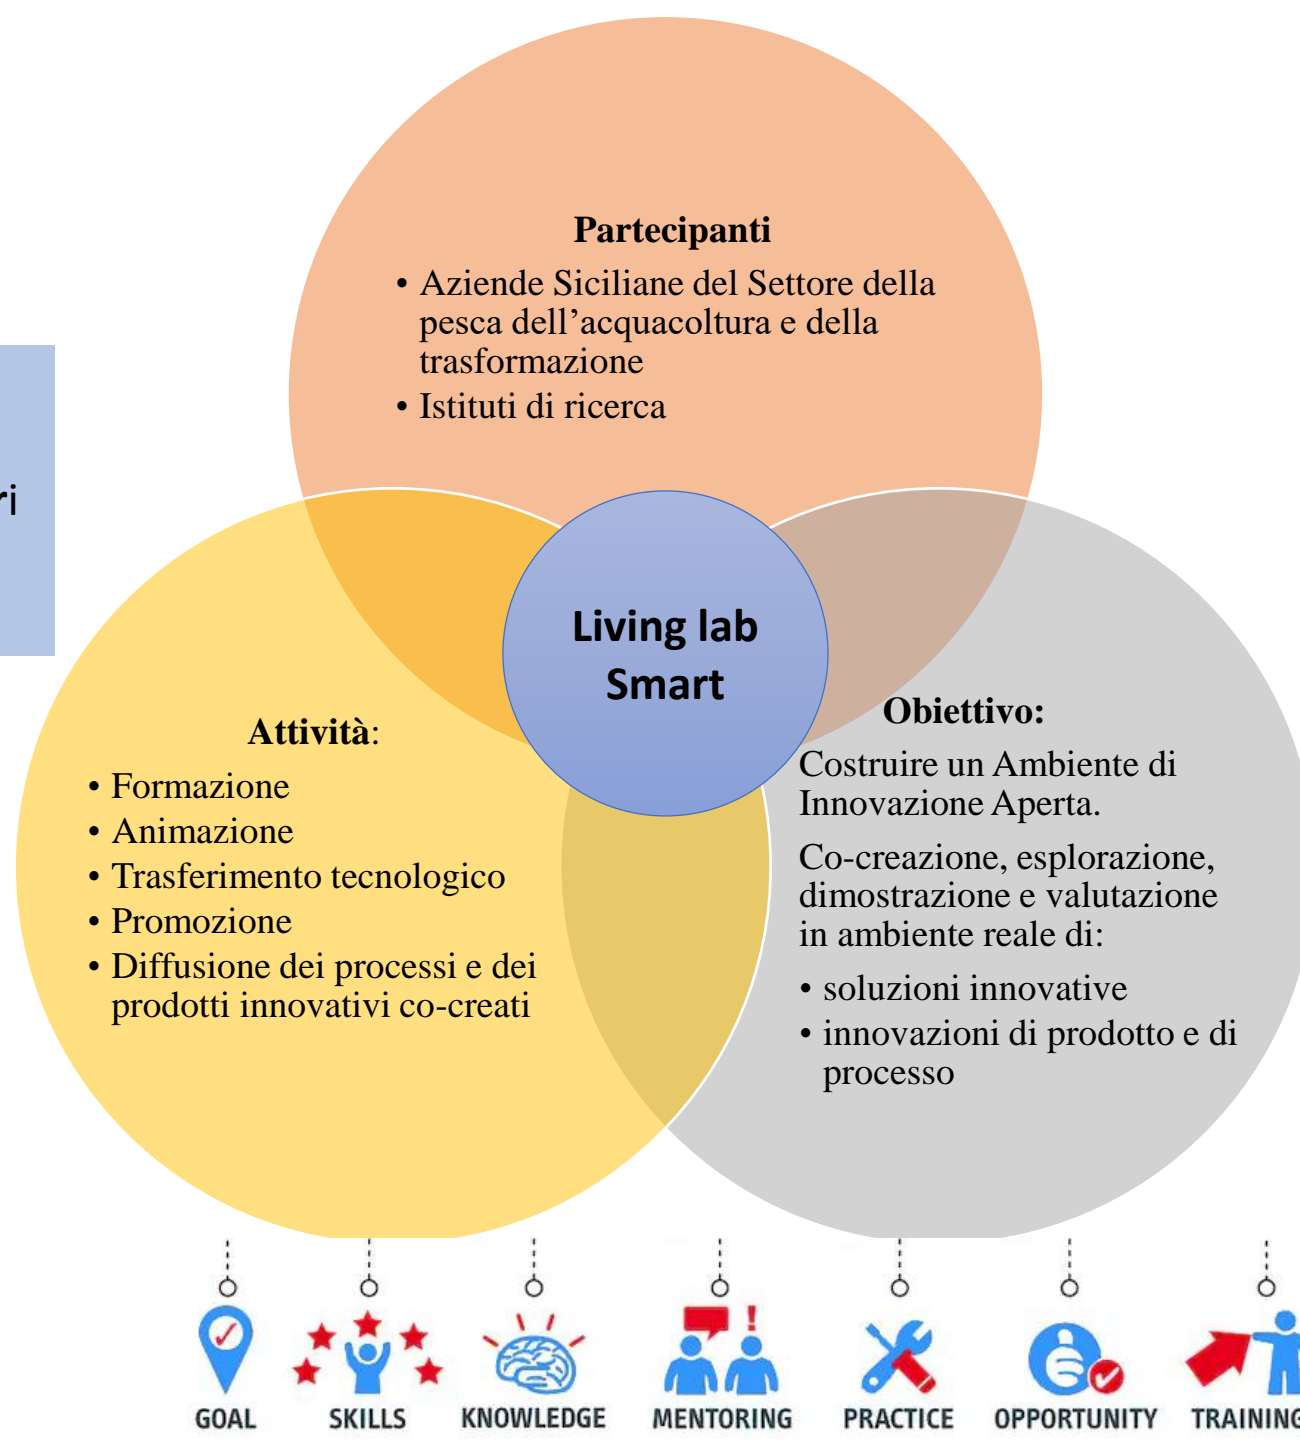 Partecipanti
• Aziende Siciliane del Settore della
pesca dell’acquacoltura e della
trasformazione
• Istituti di ricerca
ri
Living lab
Smart
Attività:
• Formazione
• Animazione
• Trasferimento tecnologico
• Promozione
• Diffusione dei processi e dei
prodotti innovativi co-creati
Obiettivo:
Costruire un Ambiente di
Innovazione Aperta.
Co-creazione, esplorazione,
dimostrazione e valutazione
in ambiente reale di:
• soluzioni innovative
• innovazioni di prodotto e di
processo
GOAL
SKILLS
KNOWLEDGE
MENTORING
PRACTICE
OPPORTUNITY
TRAINING